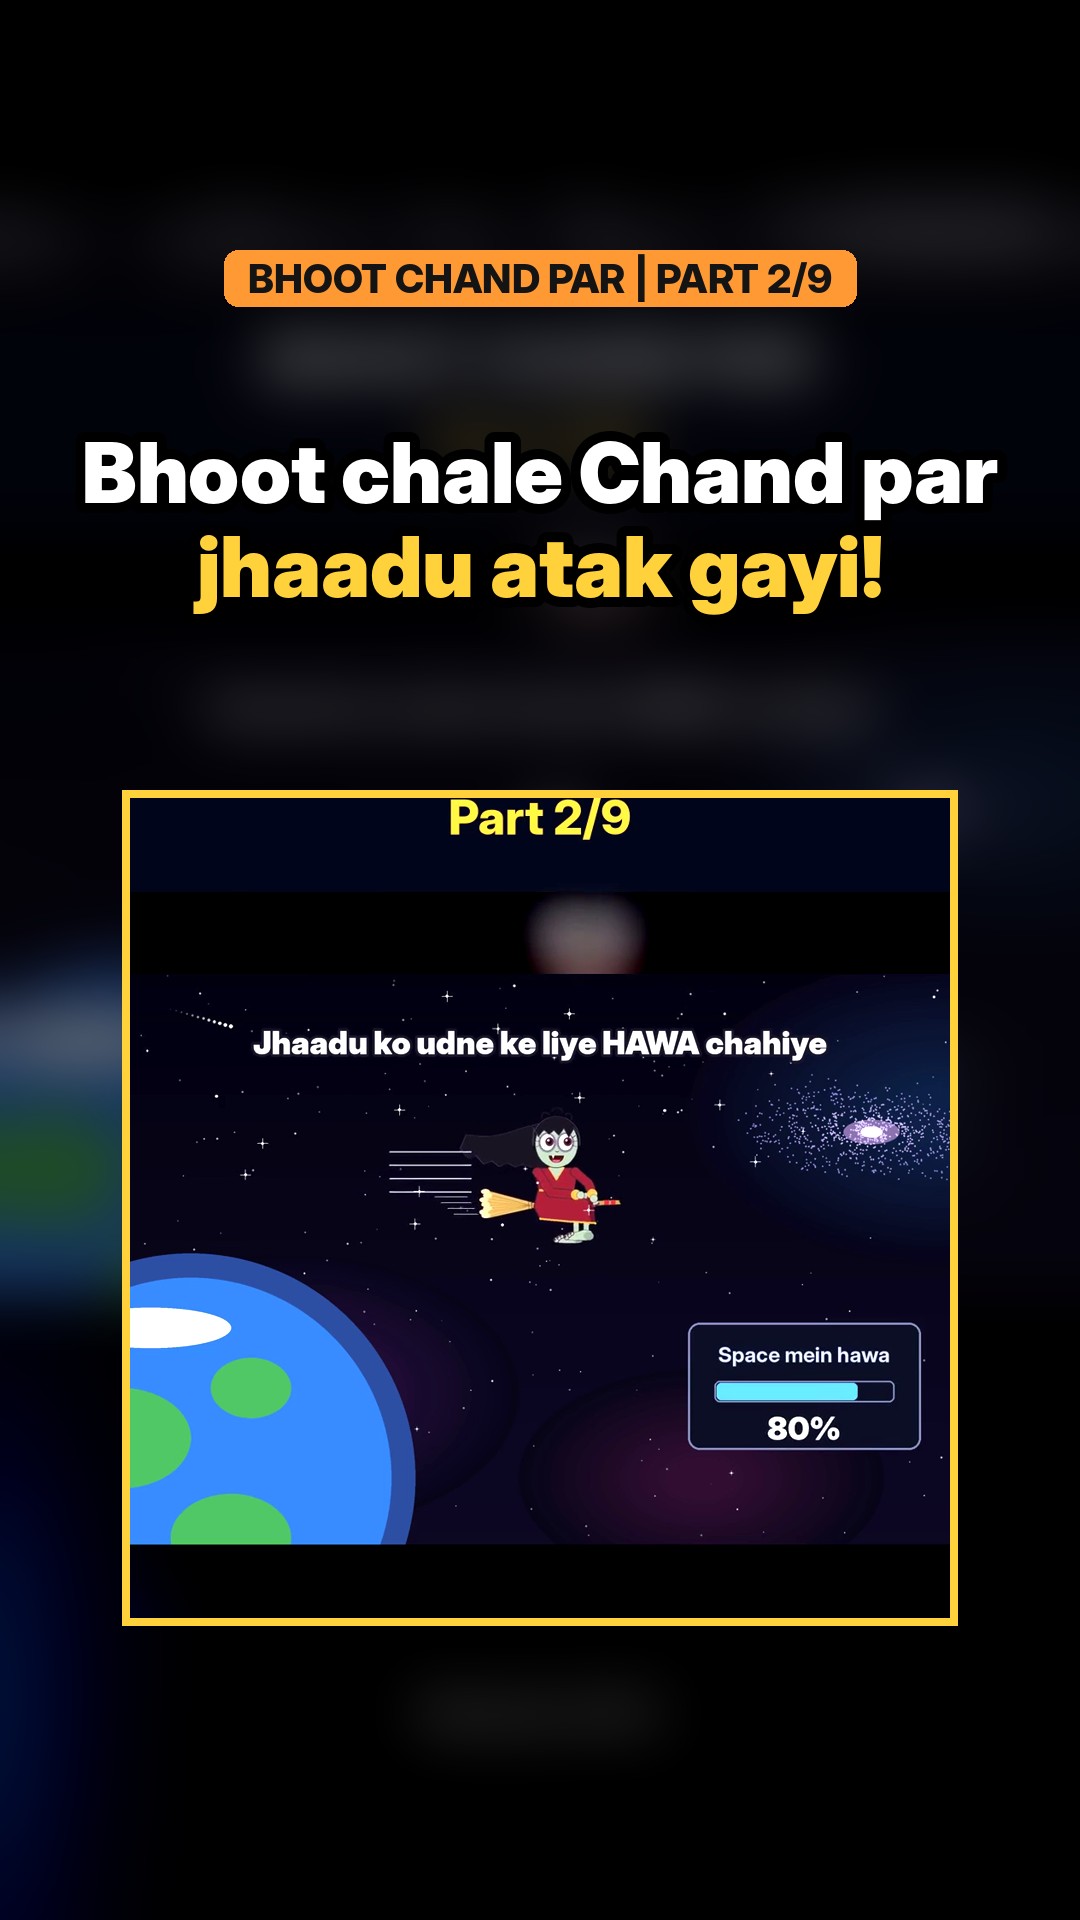 BHOOT CHAND PAR | PART 2/9
Bhoot chale Chand par
jhaadu atak gayi!
Part 2/9
Jhaadu ko udne ke liye HAWA chahiye
Space mein hawa
80%